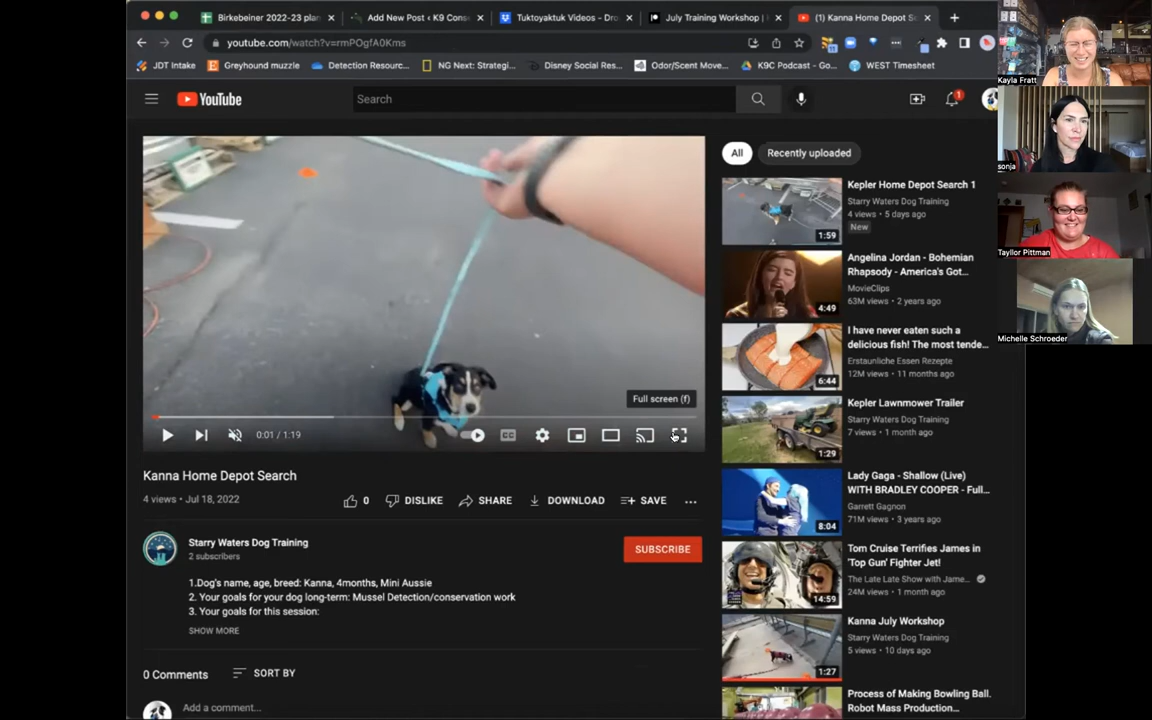 Birkebeiner 2022-23 plan
Add New Post ‹ K9 Cons
Tuktoyaktuk Videos - Dro
July Training Workshop |
(1) Kanna Home Depot Se
youtube.com/watch?v=rmPOgfA0Kms
JDT Intake
Greyhound muzzle
Detection Resourc...
NG Next: Strategi...
Disney Social Res...
Odor/Scent Move...
K9C Podcast - Go...
WEST Timesheet
YouTube
Search
1
All
Recently uploaded
Full screen (f)
0:01 / 1:19
CC
Kanna Home Depot Search
4 views • Jul 18, 2022
0
DISLIKE
SHARE
DOWNLOAD
SAVE
Starry Waters Dog Training
2 subscribers
SUBSCRIBE
1.Dog's name, age, breed: Kanna, 4months, Mini Aussie
2. Your goals for your dog long-term: Mussel Detection/conservation work
3. Your goals for this session:
SHOW MORE
0 Comments
SORT BY
Add a comment...
Kepler Home Depot Search 1
Starry Waters Dog Training
4 views • 5 days ago
New
1:59
Angelina Jordan - Bohemian
Rhapsody - America's Got...
MovieClips
63M views • 2 years ago
4:49
I have never eaten such a
delicious fish! The most tende...
Erstaunliche Essen Rezepte
12M views • 11 months ago
6:44
Kepler Lawnmower Trailer
Starry Waters Dog Training
7 views • 1 month ago
1:29
Lady Gaga - Shallow (Live)
WITH BRADLEY COOPER - Full...
Garrett Gagnon
71M views • 3 years ago
8:04
Tom Cruise Terrifies James in
'Top Gun' Fighter Jet!
The Late Late Show with Jame...
24M views • 1 month ago
14:59
Kanna July Workshop
Starry Waters Dog Training
5 views • 10 days ago
1:27
Process of Making Bowling Ball.
Robot Mass Production...
Kayla Fratt
sonja
Tayllor Pittman
Michelle Schroeder